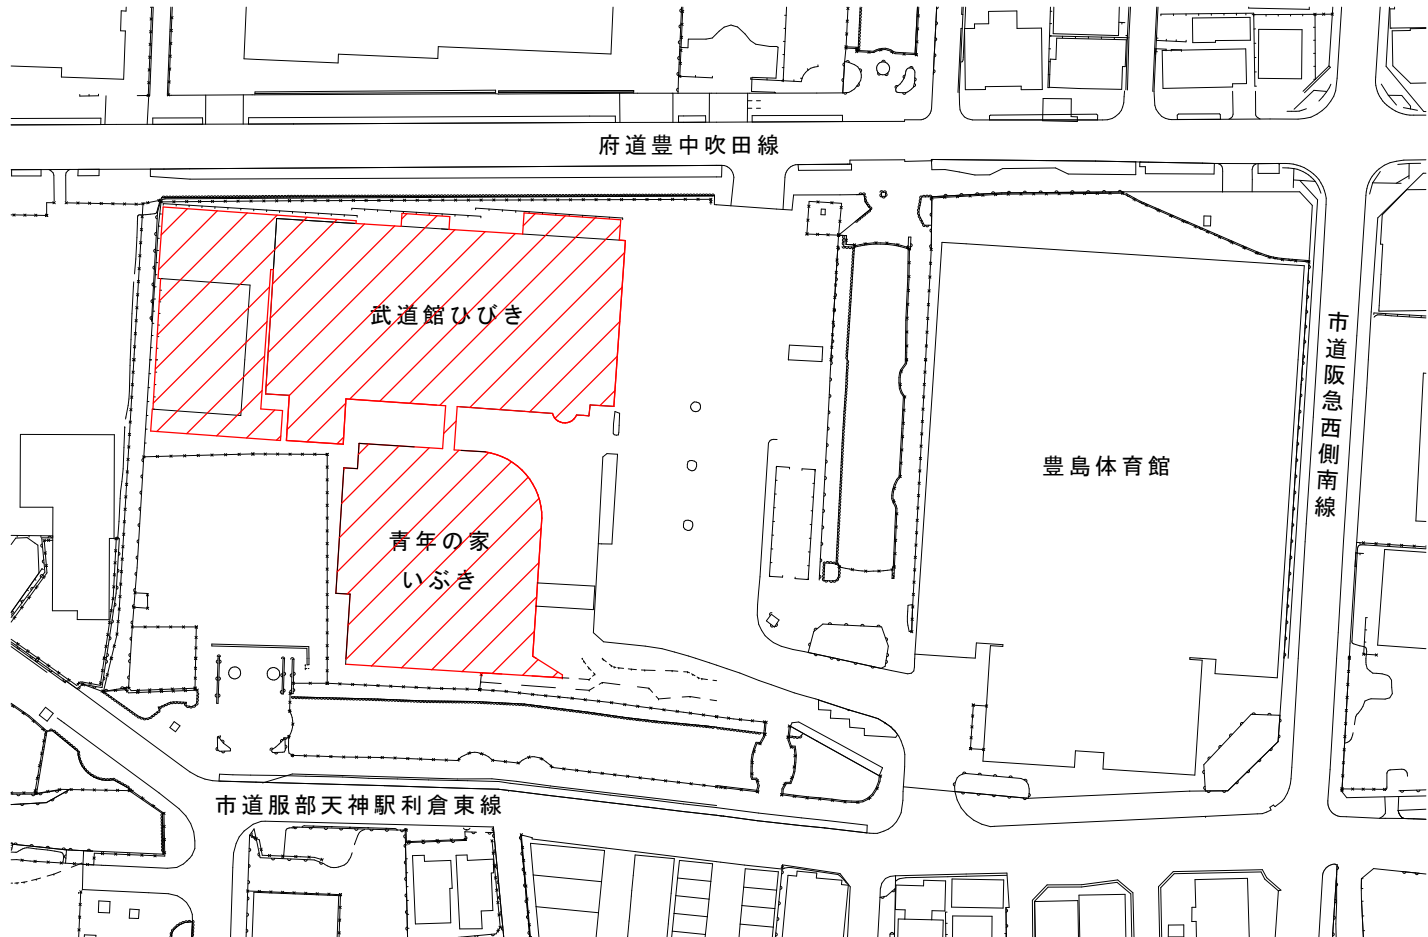 府道豊中吹田線
武道館ひびき
市道阪急西側南線
豊島体育館
青年の家
いぶき
市道服部天神駅利倉東線